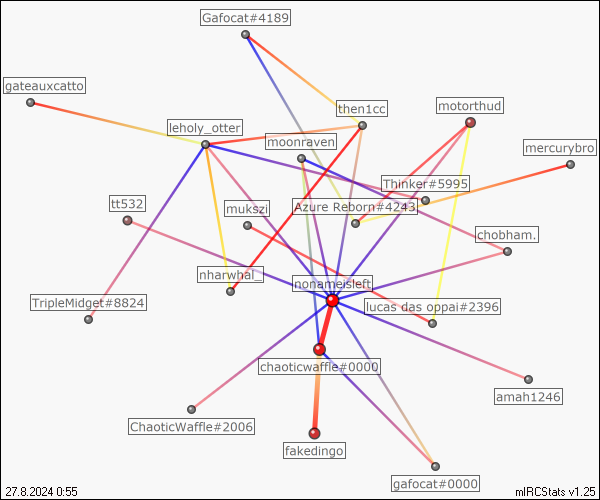 Gafocat#4189
gateauxcatto
then1cc
motorthud
leholy_otter
moonraven
mercurybro
Thinker#5995
tt532
mukszi
Azure Reborn#4243
chobham.
nharwhal_
nonameisleft
TripleMidget#8824
lucas das oppai#2396
chaoticwaffle#0000
amah1246
ChaoticWaffle#2006
fakedingo
gafocat#0000
27.8.2024 0:55
mIRCStats v1.25